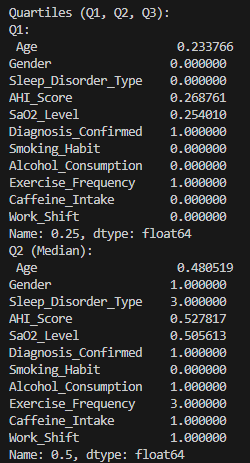 Quartiles (Q1, Q2, Q3):
Q1:
 Age                    0.233766
Gender                 0.000000
Sleep_Disorder_Type    0.000000
AHI_Score              0.268761
SaO2_Level             0.254010
Diagnosis_Confirmed    1.000000
Smoking_Habit          0.000000
Alcohol_Consumption    0.000000
Exercise_Frequency     1.000000
Caffeine_Intake        0.000000
Work_Shift             0.000000
Name: 0.25, dtype: float64
Q2 (Median):
 Age                    0.480519
Gender                 1.000000
Sleep_Disorder_Type    3.000000
AHI_Score              0.527817
SaO2_Level             0.505613
Diagnosis_Confirmed    1.000000
Smoking_Habit          0.000000
Alcohol_Consumption    1.000000
Exercise_Frequency     3.000000
Caffeine_Intake        1.000000
Work_Shift             1.000000
Name: 0.5, dtype: float64